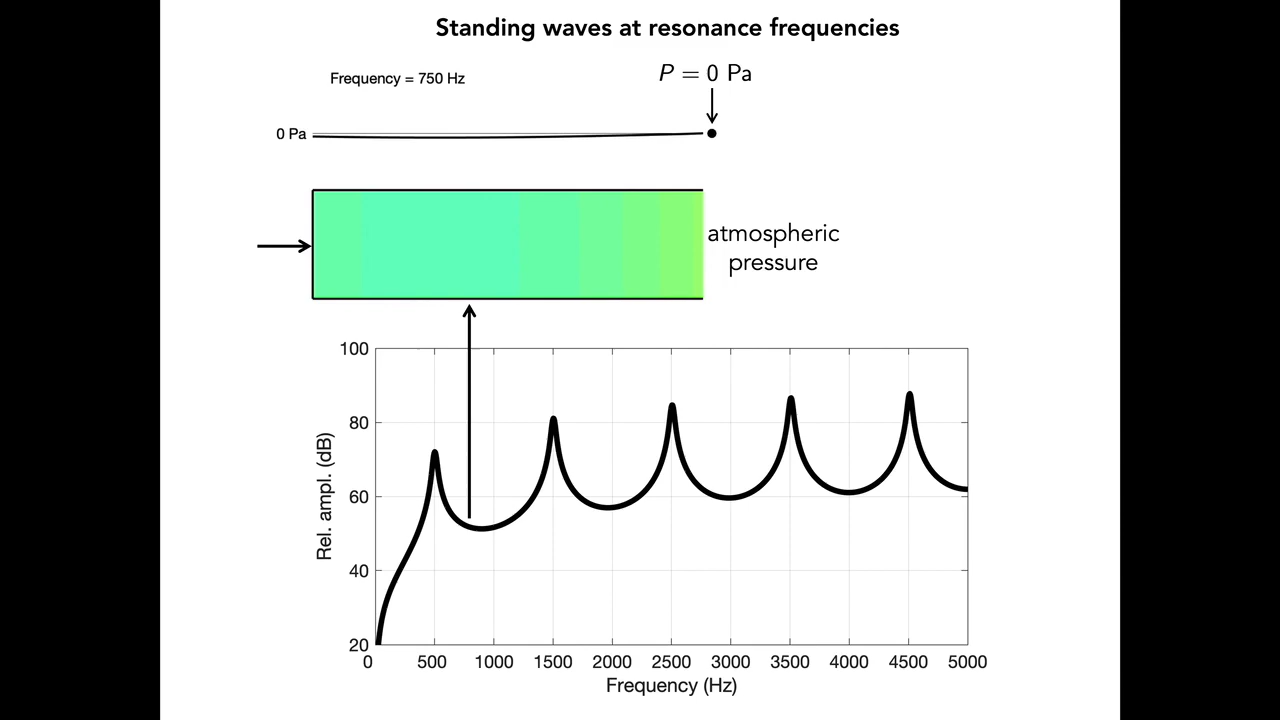 Standing waves at resonance frequencies
Frequency = 750 Hz
P = 0 Pa
0 Pa
atmospheric
pressure
100
80
60
40
20
Rel. ampl. (dB)
0 500 1000 1500 2000 2500 3000 3500 4000 4500 5000
Frequency (Hz)